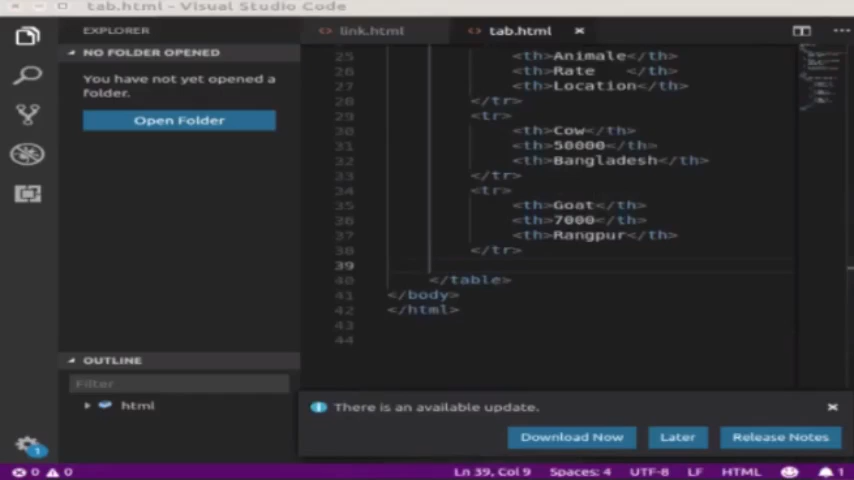 tab.html - Visual Studio Code
EXPLORER
NO FOLDER OPENED
You have not yet opened a
folder.
Open Folder
OUTLINE
Filter
html
link.html
tab.html
25 <th>Animale</th>
26 <th>Rate </th>
27 <th>Location</th>
28 </tr>
29 <tr>
30 <th>Cow</th>
31 <th>50000</th>
32 <th>Bangladesh</th>
33 </tr>
34 <tr>
35 <th>Goat</th>
36 <th>7000</th>
37 <th>Rangpur</th>
38 </tr>
39
40 </table>
41 </body>
42 </html>
43
44
There is an available update.
Download Now Later Release Notes
1
0 0 Ln 39, Col 9 Spaces: 4 UTF-8 LF HTML 1